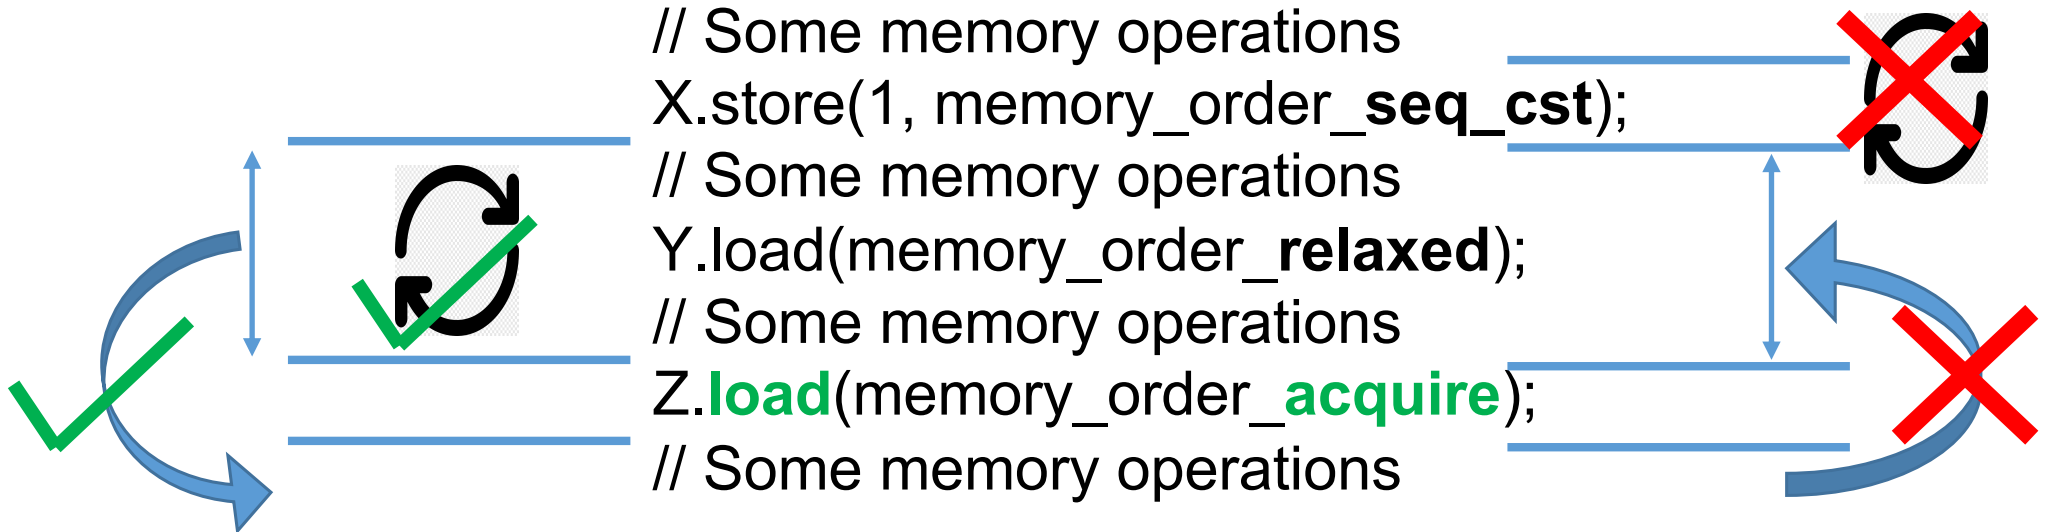 // Some memory operations
X.store(1, memory_order_seq_cst);
// Some memory operations
Y.load(memory_order_relaxed);
// Some memory operations
Z.load(memory_order_acquire);
// Some memory operations